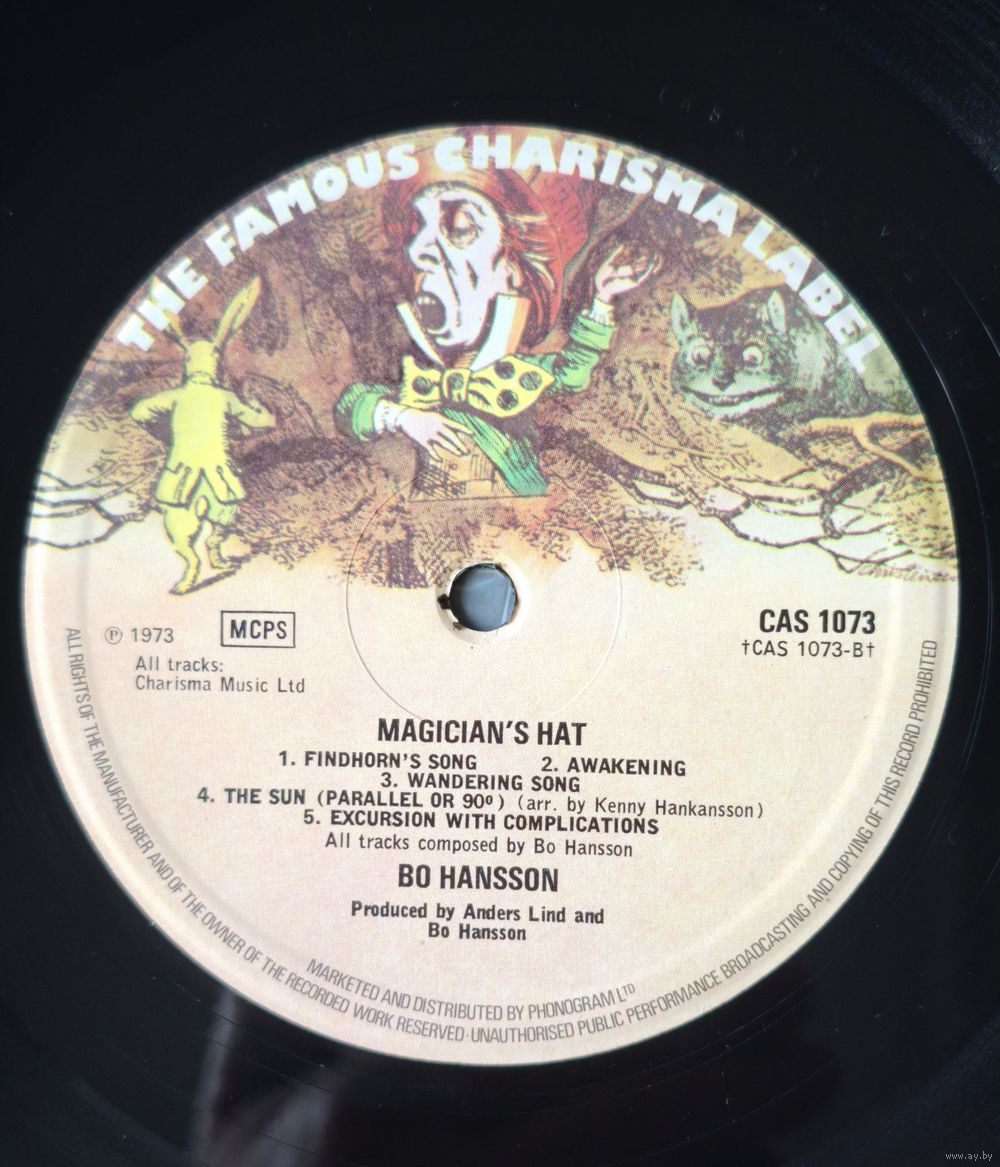 THE FAMOUS CHARISMA LABEL
℗ 1973
MCPS
All tracks:
Charisma Music Ltd
CAS 1073
†CAS 1073-B†
MAGICIAN'S HAT
1. FINDHORN'S SONG 2. AWAKENING
3. WANDERING SONG
4. THE SUN (PARALLEL OR 90º) (arr. by Kenny Hankansson)
5. EXCURSION WITH COMPLICATIONS
All tracks composed by Bo Hansson
BO HANSSON
Produced by Anders Lind and
Bo Hansson
MARKETED AND DISTRIBUTED BY PHONOGRAM LTD
ALL RIGHTS OF THE MANUFACTURER AND OF THE OWNER OF THE RECORDED WORK RESERVED·UNAUTHORISED PUBLIC PERFORMANCE BROADCASTING AND COPYING OF THIS RECORD PROHIBITED
www.ay.by